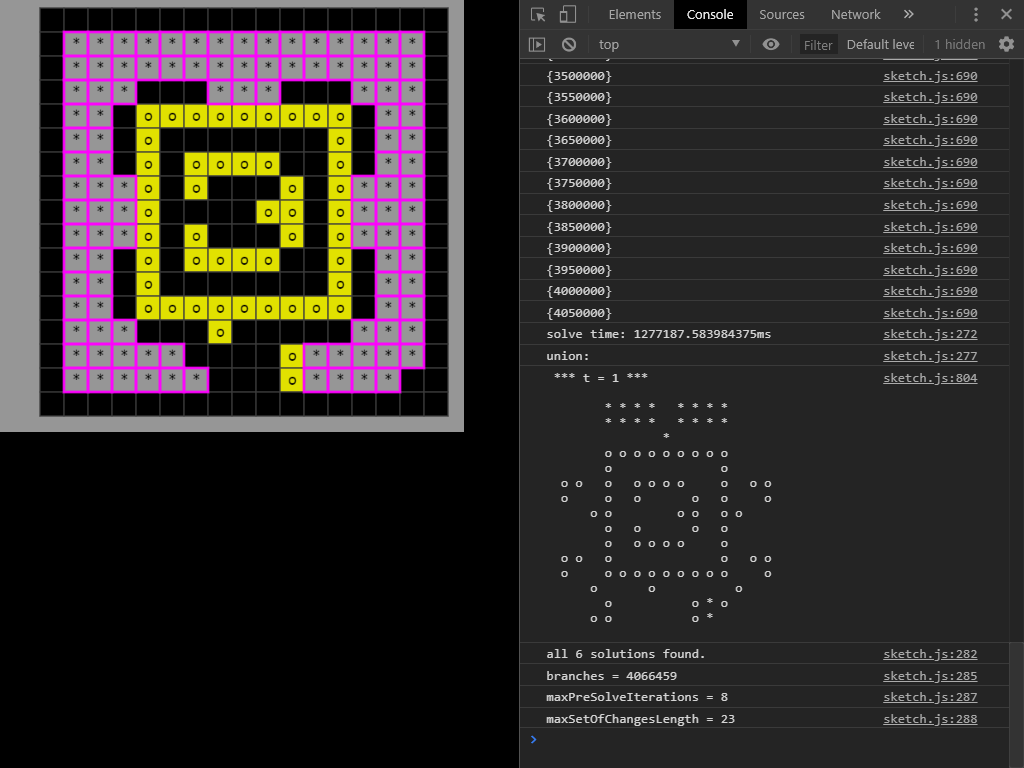 * * * * * * * * * * * * * * *
* * * * * * * * * * * * * * *
* * *       * * *       * * *
* *   o o o o o o o o o   * *
* *   o               o   * *
* *   o   o o o o     o   * *
* * * o   o       o   o * * *
* * * o         o o   o * * *
* * * o   o       o   o * * *
* *   o   o o o o     o   * *
* *   o               o   * *
* *   o o o o o o o o o   * *
* * *       o           * * *
* * * * *         o * * * * *
* * * * * *       o * * * *
Elements Console Sources Network »
top Filter Default leve 1 hidden
{3500000} sketch.js:690
{3550000} sketch.js:690
{3600000} sketch.js:690
{3650000} sketch.js:690
{3700000} sketch.js:690
{3750000} sketch.js:690
{3800000} sketch.js:690
{3850000} sketch.js:690
{3900000} sketch.js:690
{3950000} sketch.js:690
{4000000} sketch.js:690
{4050000} sketch.js:690
solve time: 1277187.583984375ms sketch.js:272
union: sketch.js:277
*** t = 1 *** sketch.js:804
      * * * *   * * * *
      * * * *   * * * *
              *
      o o o o o o o o o
      o               o
o o   o   o o o o     o   o o
o     o   o       o   o     o
    o o         o o   o o
      o   o       o   o
      o   o o o o     o
o o   o               o   o o
o     o o o o o o o o o     o
    o       o           o
      o           o * o
    o o           o *
all 6 solutions found. sketch.js:282
branches = 4066459 sketch.js:285
maxPreSolveIterations = 8 sketch.js:287
maxSetOfChangesLength = 23 sketch.js:288
>